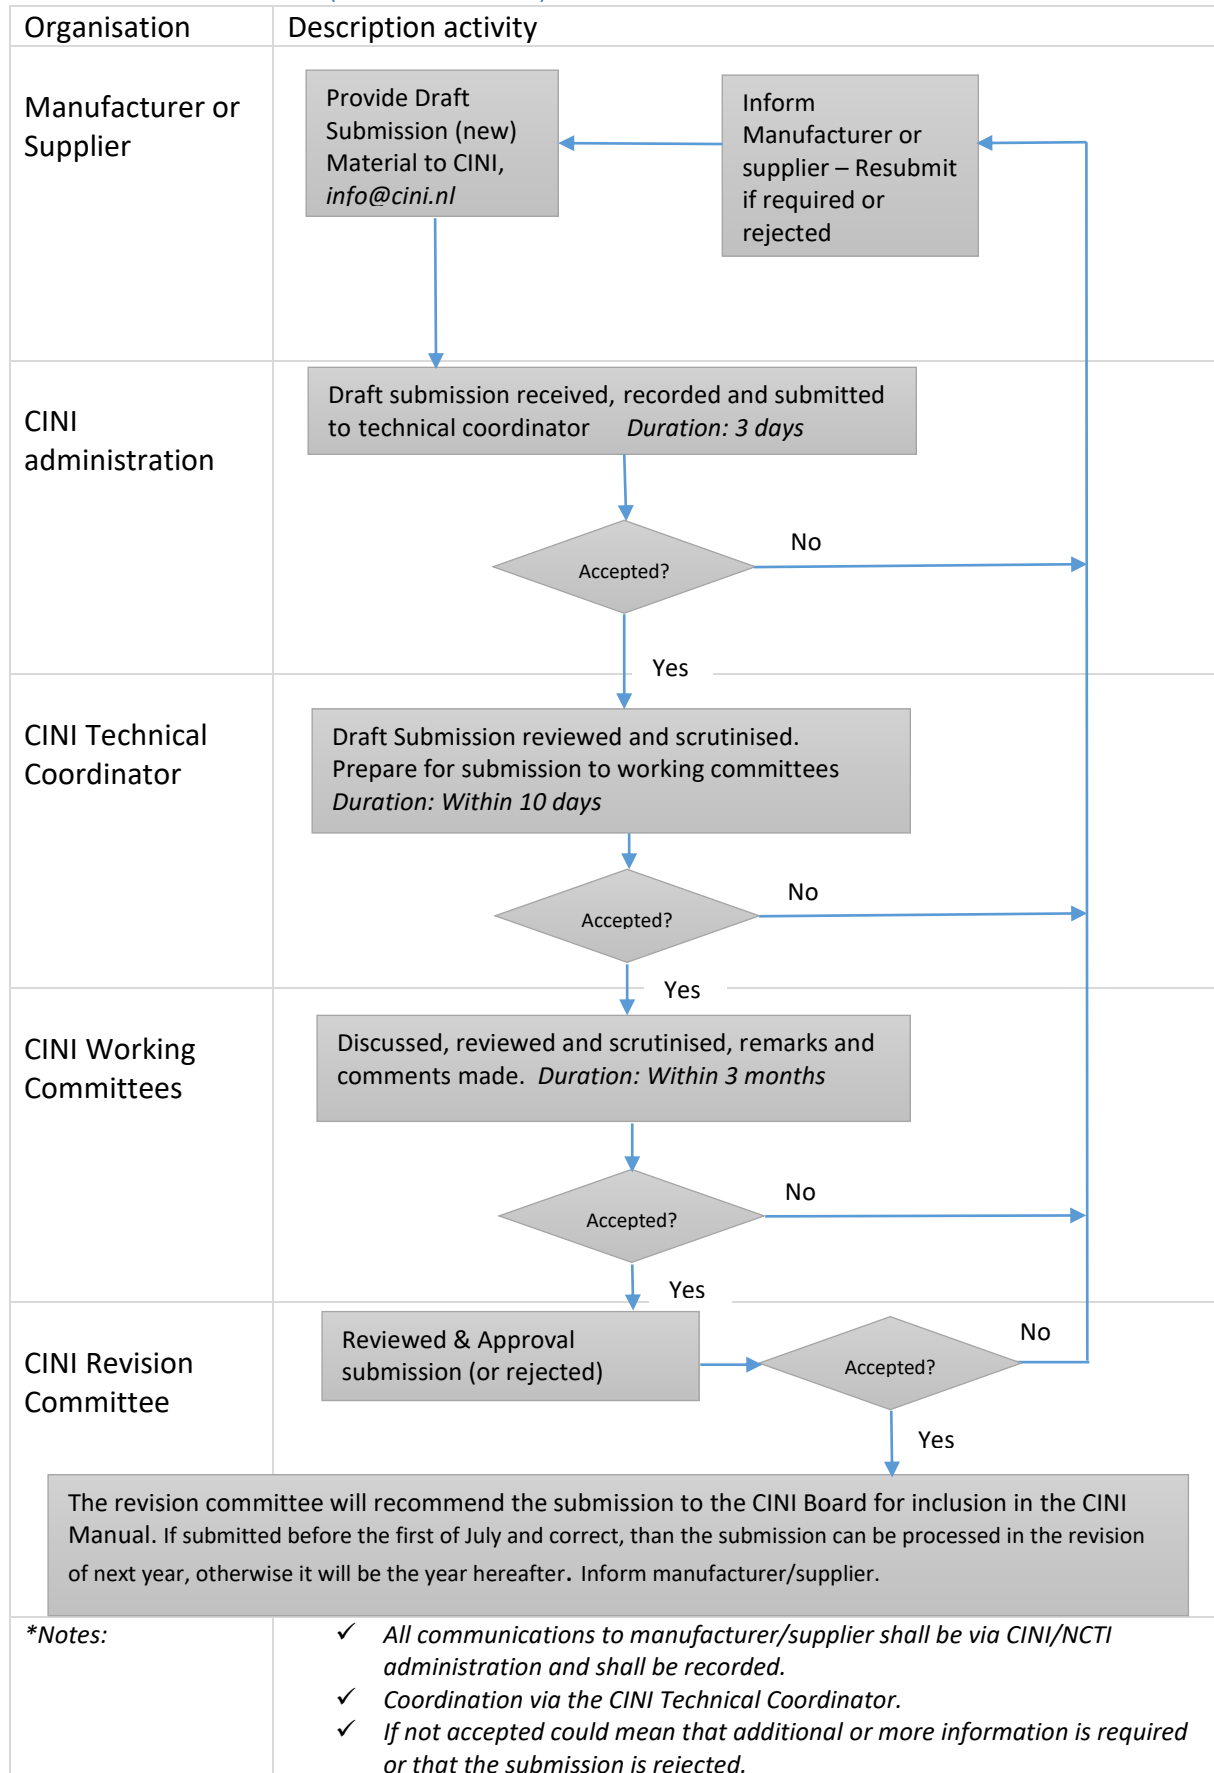 Organisation
Description activity
Manufacturer or
Supplier
Provide Draft
Submission (new)
Material to CINI,
info@cini.nl
Inform
Manufacturer or
supplier – Resubmit
if required or
rejected
CINI
administration
Draft submission received, recorded and submitted
to technical coordinator Duration: 3 days
Accepted?
No
Yes
CINI Technical
Coordinator
Draft Submission reviewed and scrutinised.
Prepare for submission to working committees
Duration: Within 10 days
Accepted?
No
Yes
CINI Working
Committees
Discussed, reviewed and scrutinised, remarks and
comments made. Duration: Within 3 months
Accepted?
No
Yes
CINI Revision
Committee
Reviewed & Approval
submission (or rejected)
Accepted?
No
Yes
The revision committee will recommend the submission to the CINI Board for inclusion in the CINI
Manual. If submitted before the first of July and correct, than the submission can be processed in the revision
of next year, otherwise it will be the year hereafter. Inform manufacturer/supplier.
*Notes:
✓ All communications to manufacturer/supplier shall be via CINI/NCTI
administration and shall be recorded.
✓ Coordination via the CINI Technical Coordinator.
✓ If not accepted could mean that additional or more information is required
or that the submission is rejected.